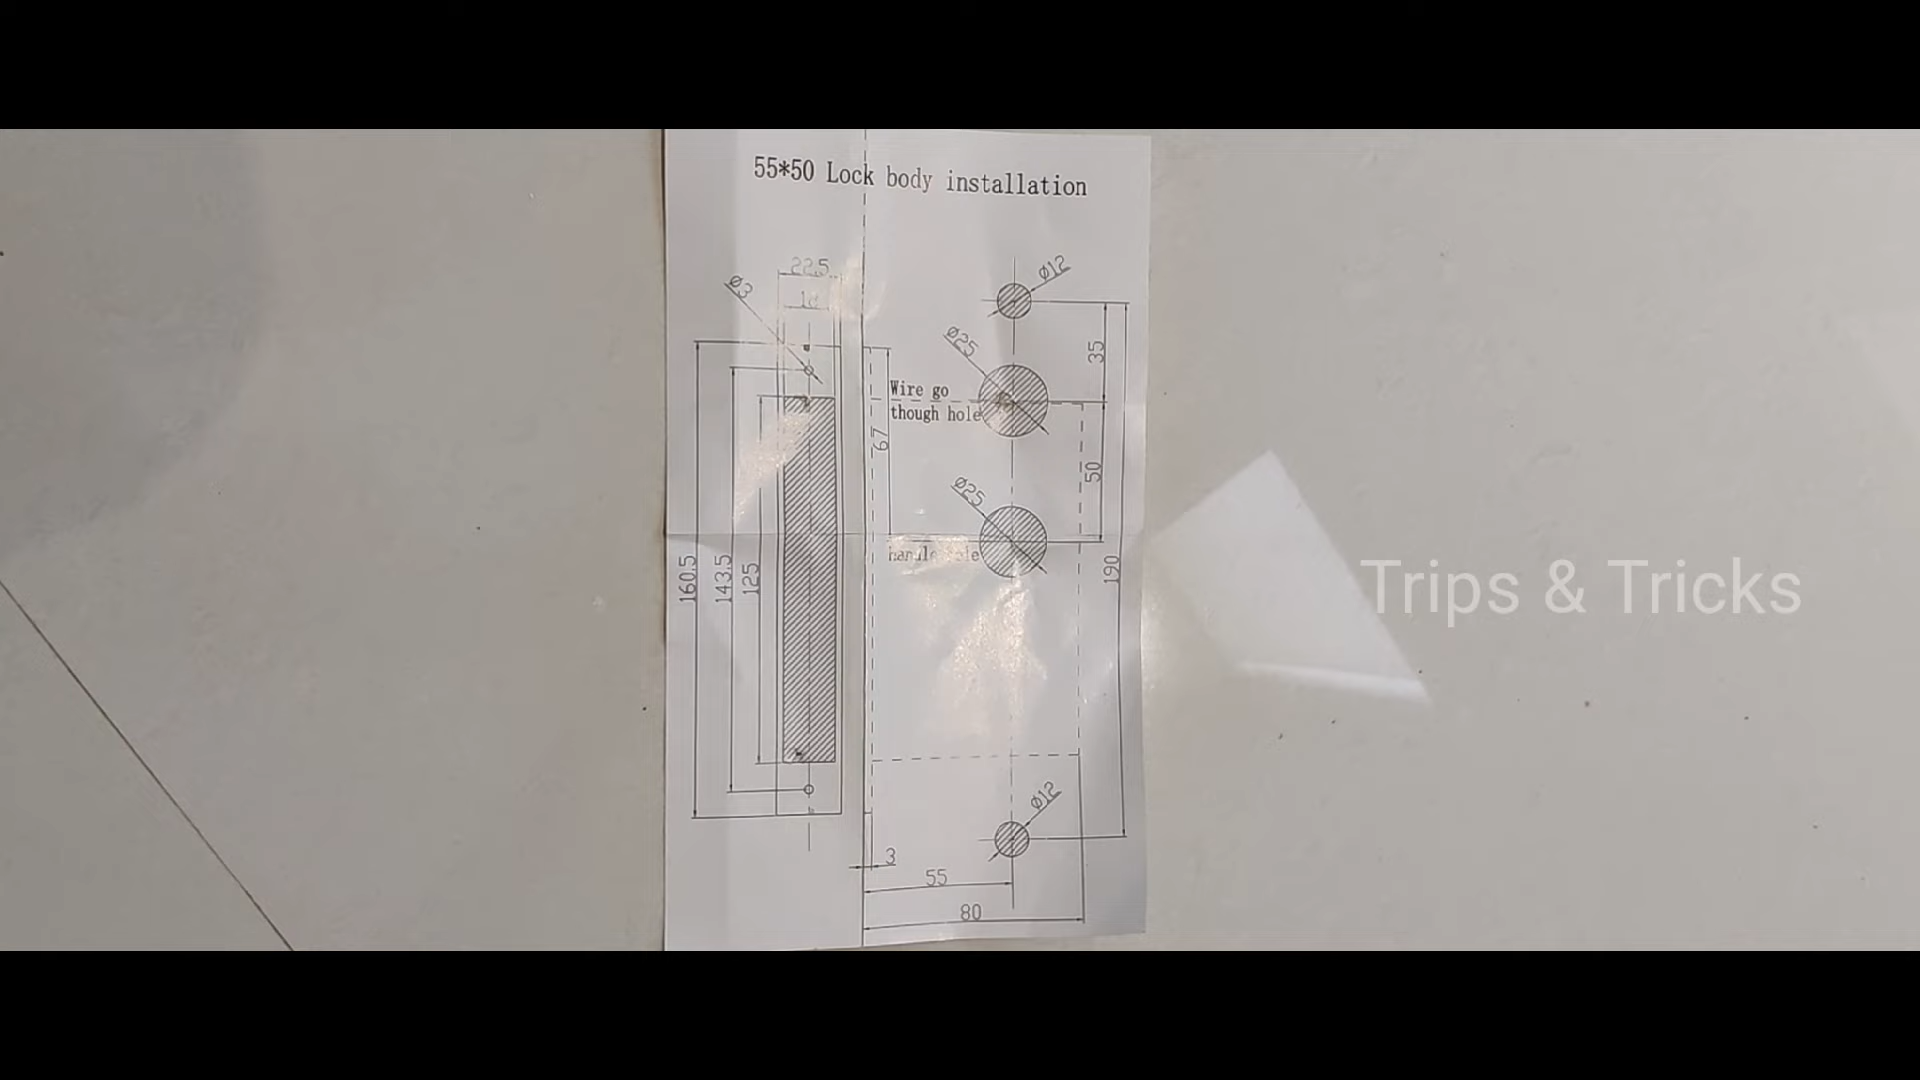 55*50 Lock body installation
22.5
Ø3
Ø12
Ø25
35
Wire go
though hole
67
50
Ø25
hole
160.5
143.5
125
190
Trips & Tricks
Ø12
3
55
80